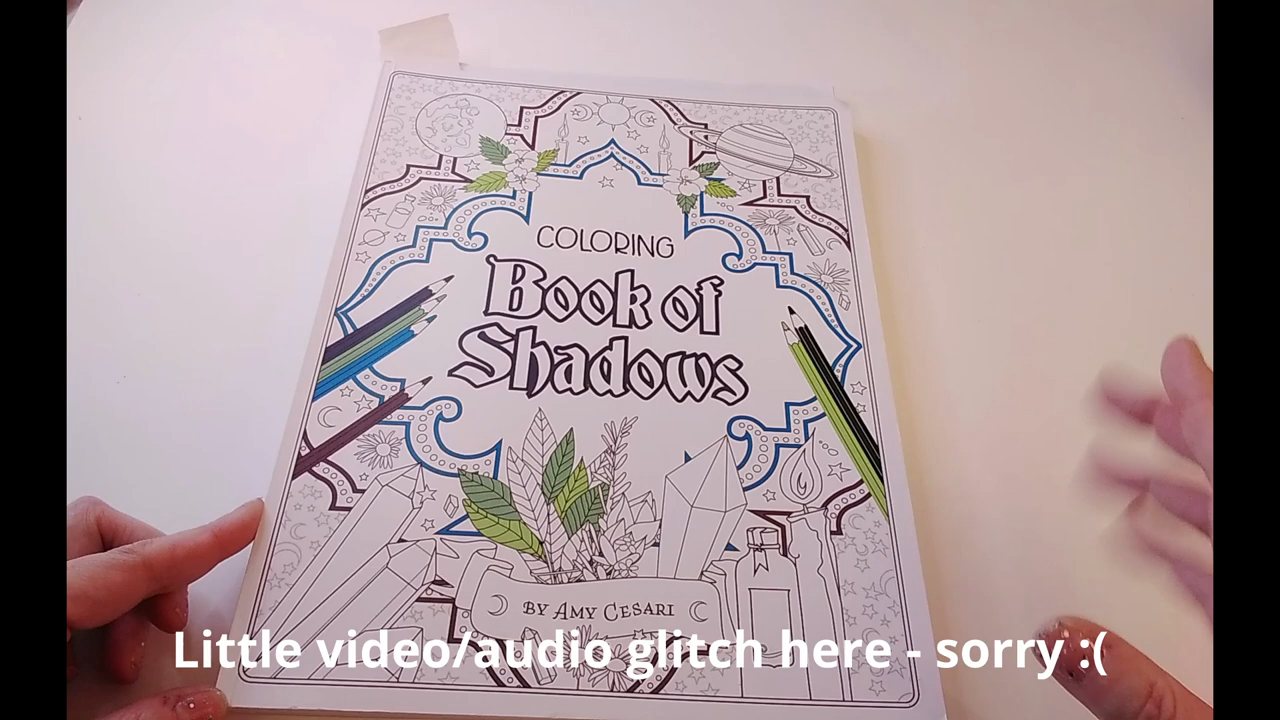 COLORING
Book of
Shadows
BY AMY CESARI
Little video/audio glitch here - sorry :(